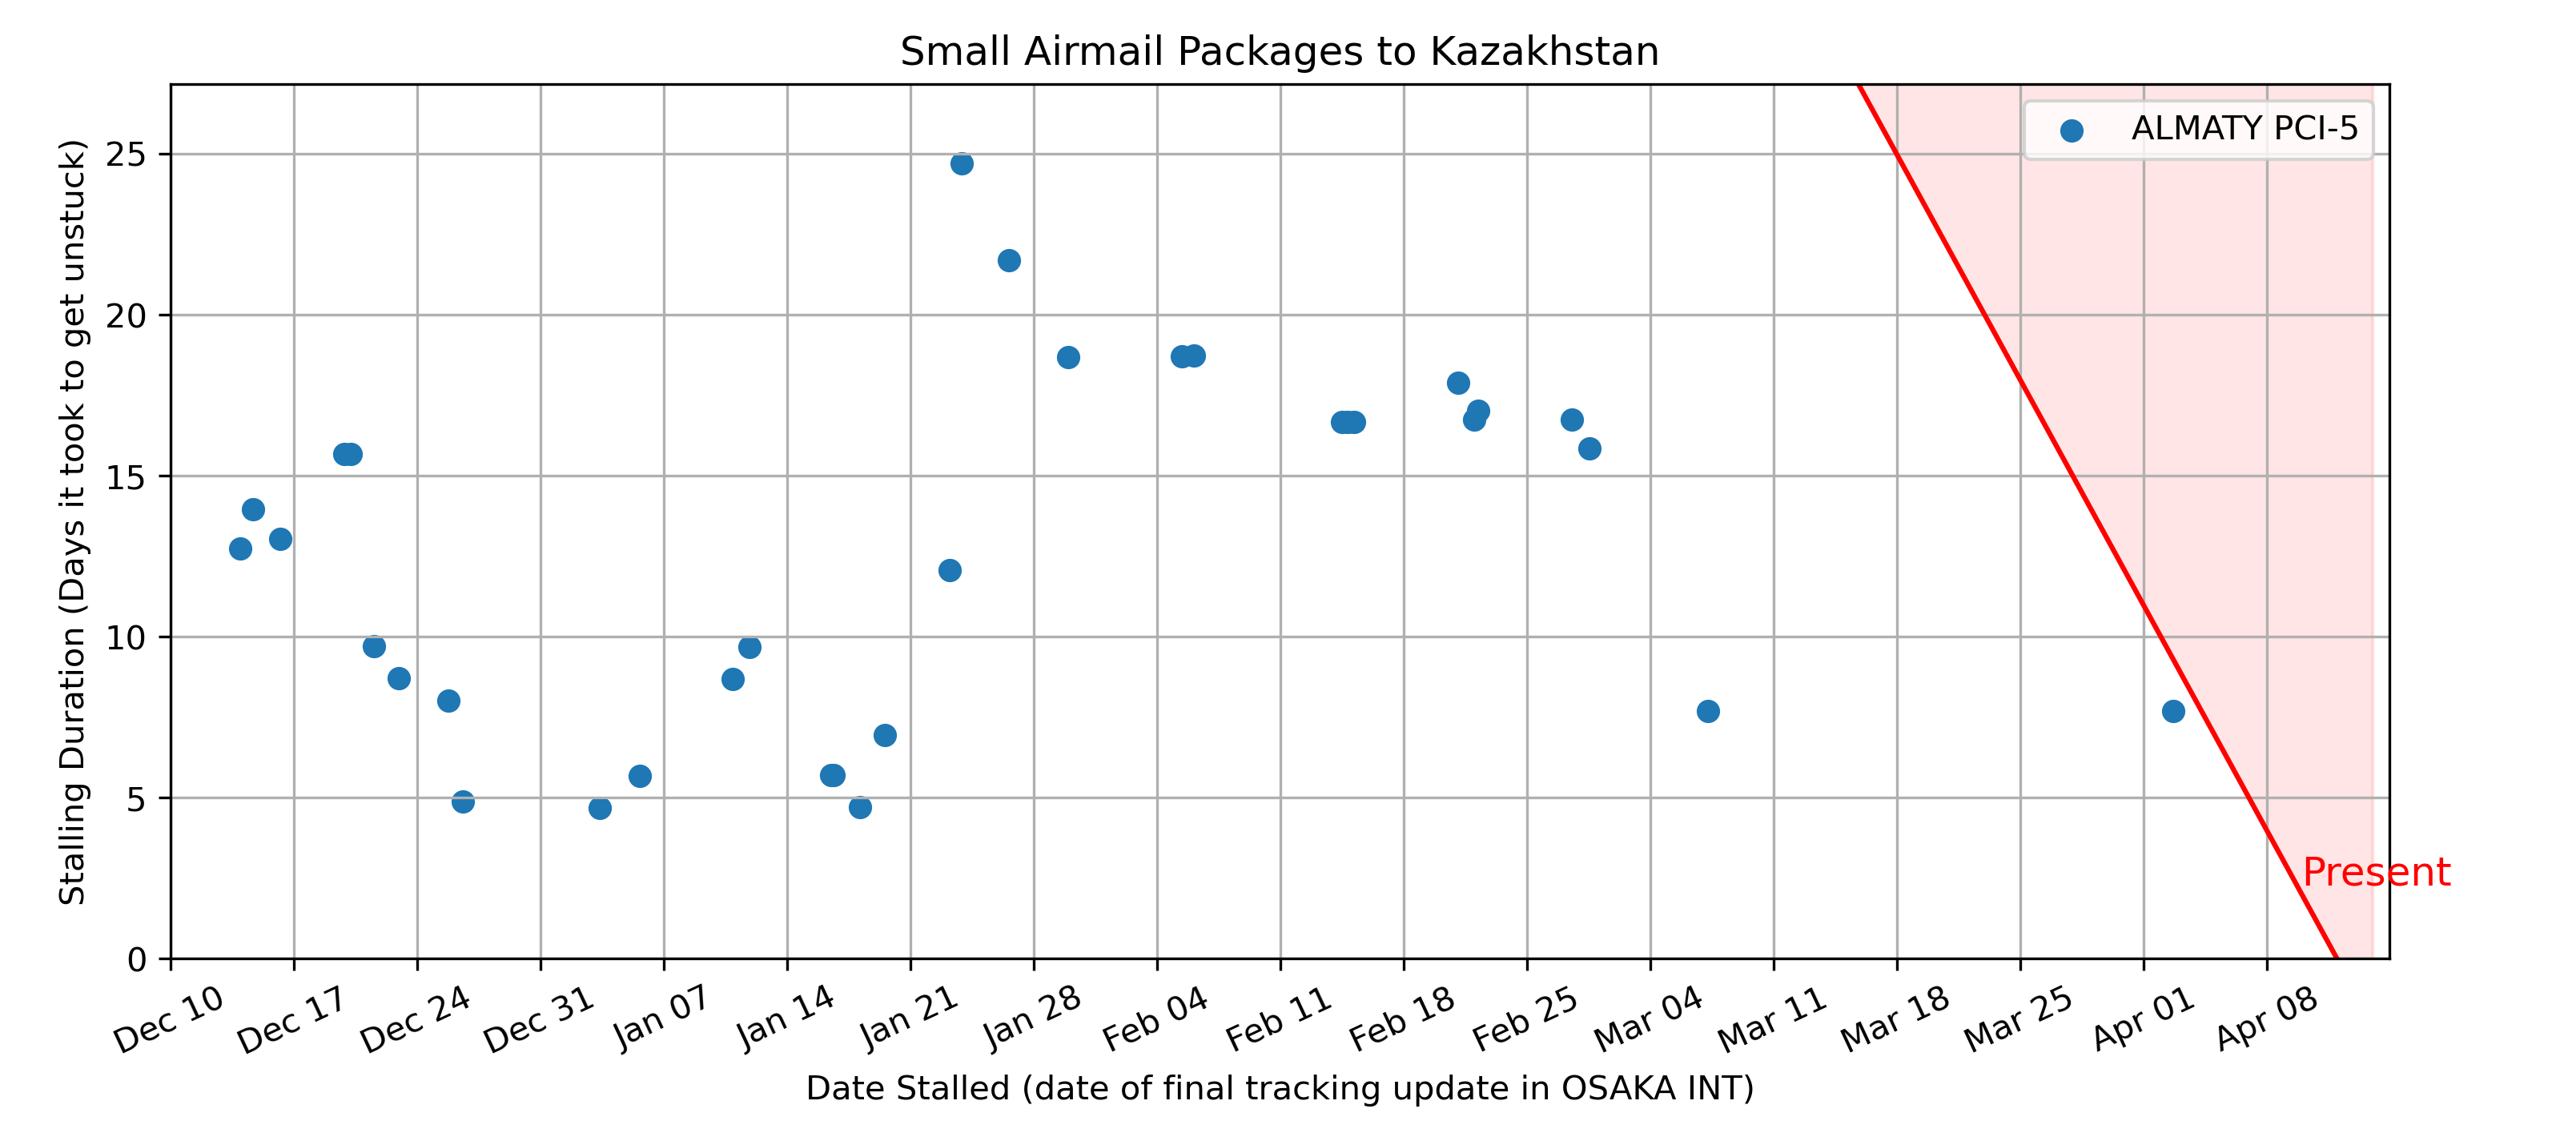 Small Airmail Packages to Kazakhstan
ALMATY PCI-5
Stalling Duration (Days it took to get unstuck)
25
20
15
10
5
0
Present
Dec 10
Dec 17
Dec 24
Dec 31
Jan 07
Jan 14
Jan 21
Jan 28
Feb 04
Feb 11
Feb 18
Feb 25
Mar 04
Mar 11
Mar 18
Mar 25
Apr 01
Apr 08
Date Stalled (date of final tracking update in OSAKA INT)